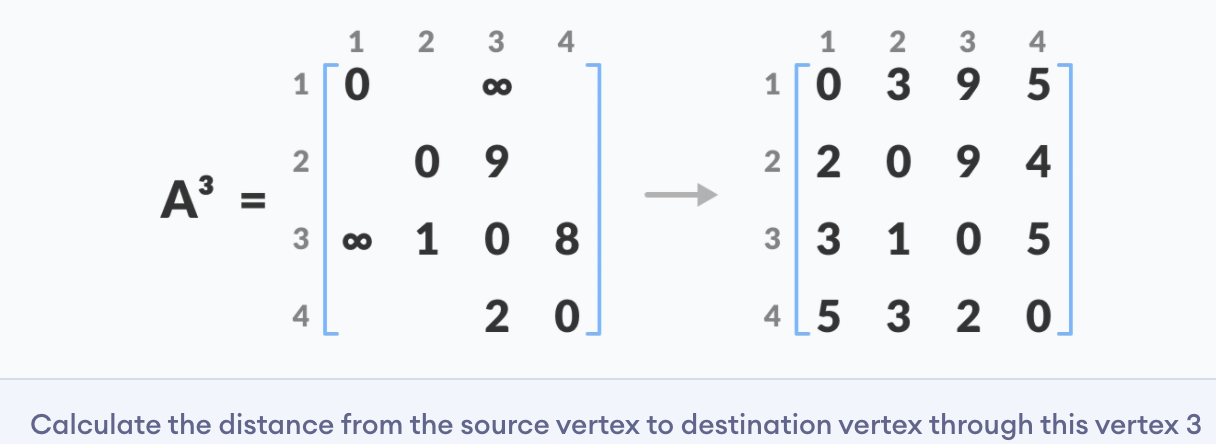 1 2 3 4 1 2 3 4
1 0 ∞ 1 0 3 9 5
2 0 9 2 2 0 9 4
A³ =
3 ∞ 1 0 8 3 3 1 0 5
4 2 0 4 5 3 2 0
Calculate the distance from the source vertex to destination vertex through this vertex 3